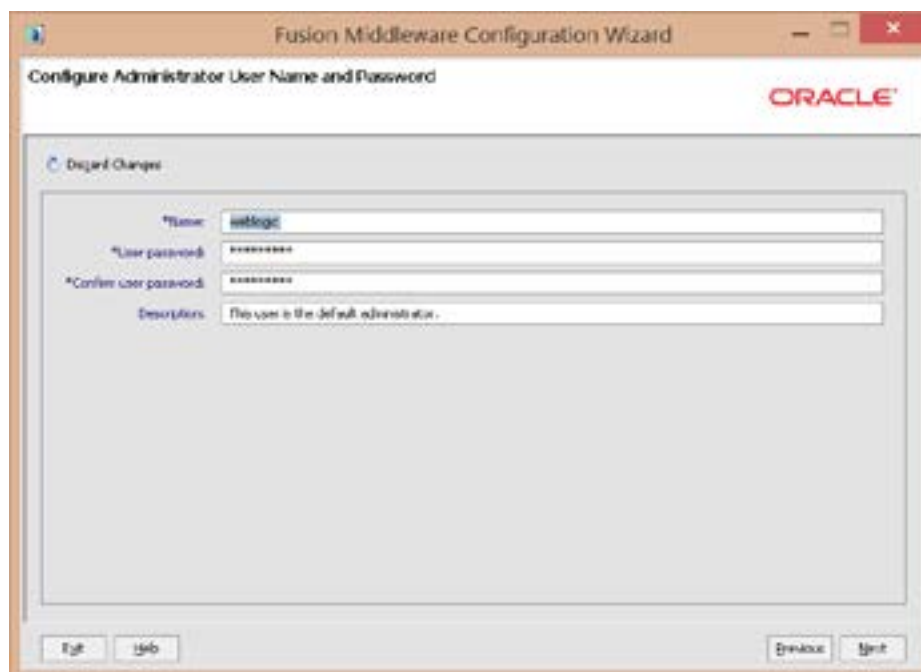 Fusion Middleware Configuration Wizard
Configure Administrator User Name and Password
ORACLE
Discard Changes
*Name: weblogic
*User password: *********
*Confirm user password: *********
Description: This user is the default administrator.
Exit Help Previous Next